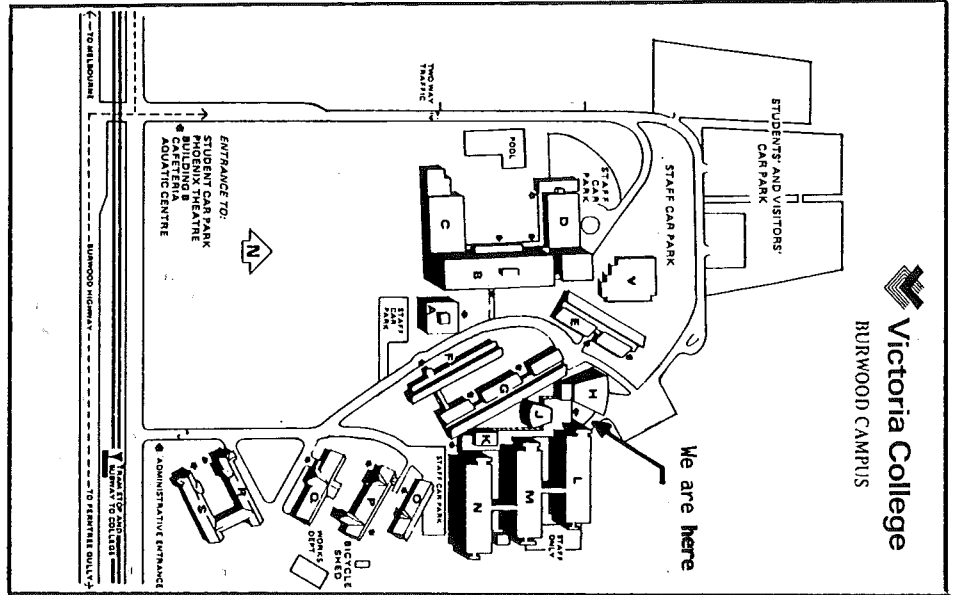 Victoria College
BURWOOD CAMPUS
We are here
STUDENTS' AND VISITORS'
CAR PARK
STAFF CAR PARK
STAFF
CAR
PARK
POOL
TWO WAY
TRAFFIC
C
D
B
V
A
E
STAFF
CAR
PARK
F
G
H
J
K
L
M
N
STAFF
ONLY
STAFF CAR PARK
O
P
Q
R
S
BICYCLE
SHED
WORKS
DEPT
N
ENTRANCE TO:
STUDENT CAR PARK
PHOENIX THEATRE
BUILDING B
CAFETERIA
AQUATIC CENTRE
ADMINISTRATIVE ENTRANCE
TRAM STOP AND
SUBWAY TO COLLEGE
TO MELBOURNE
BURWOOD HIGHWAY
TO FERNTREE GULLY